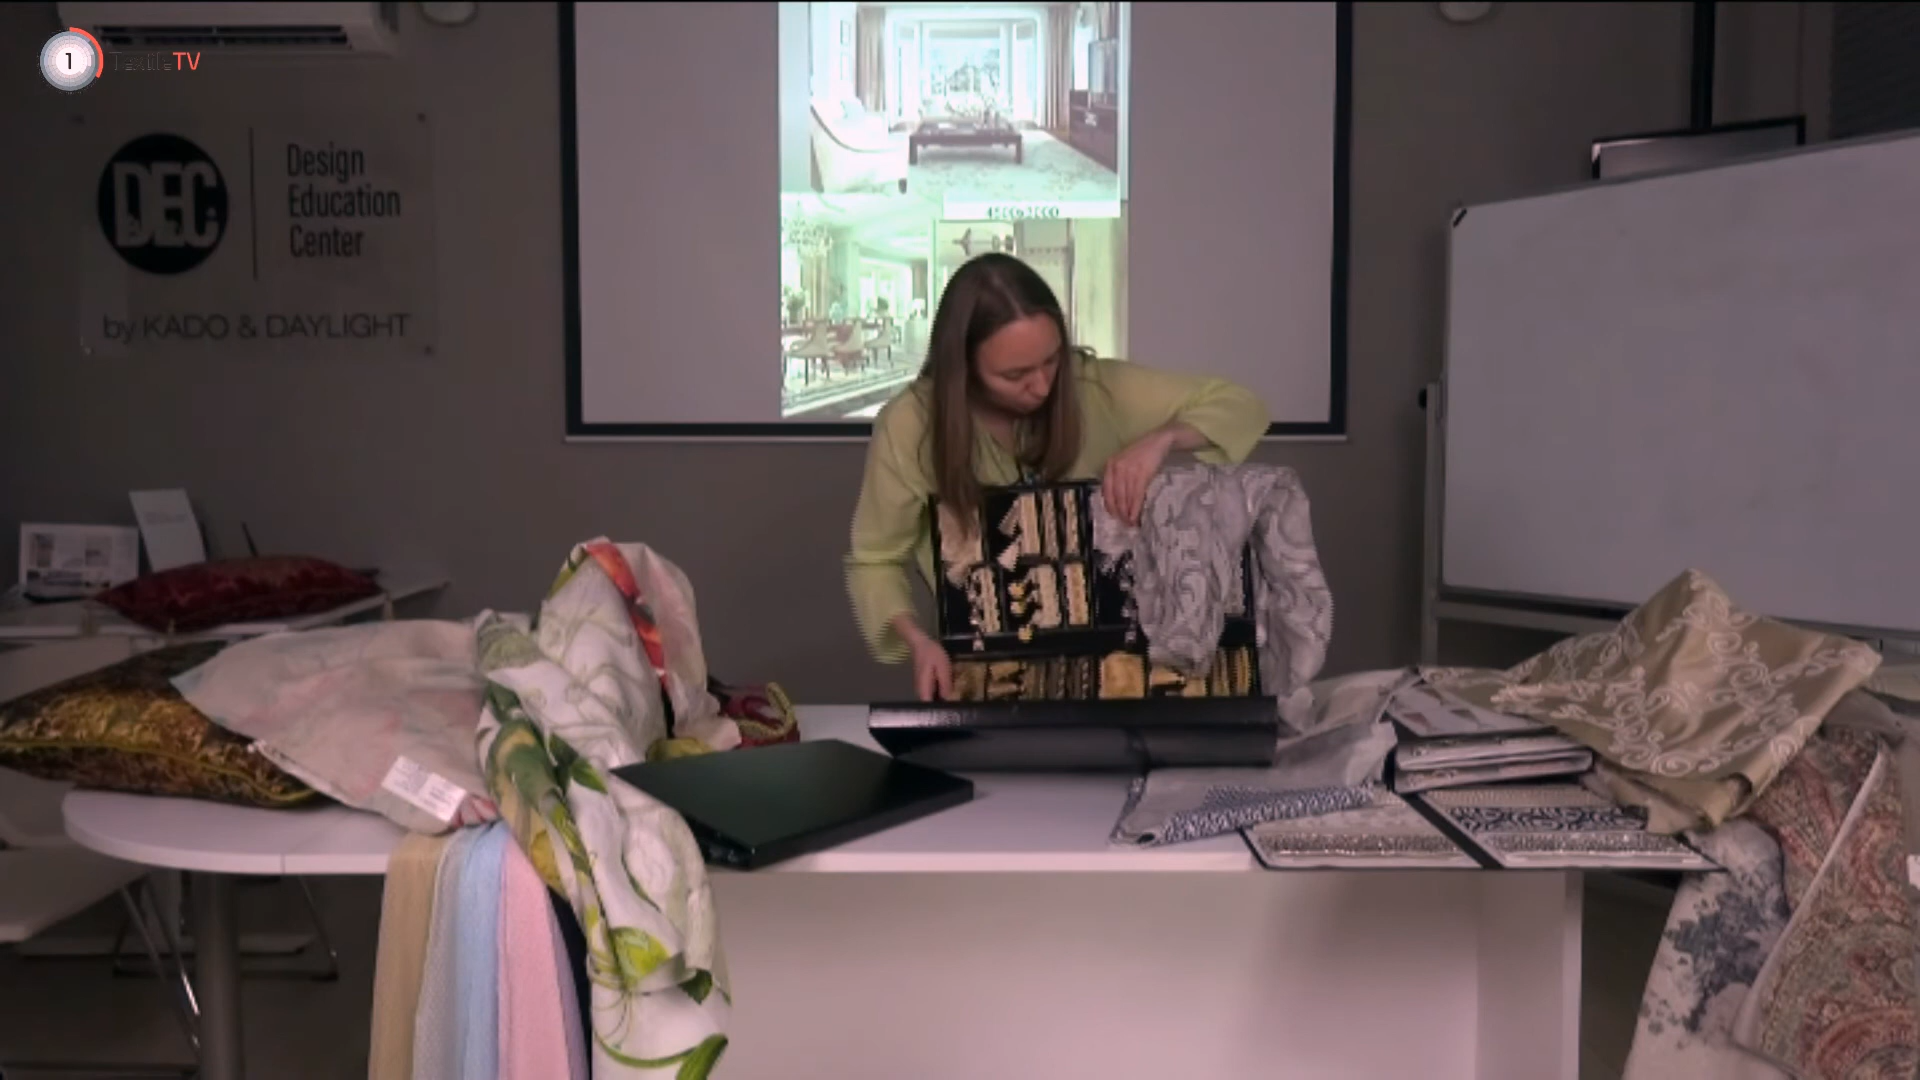 1 TextileTV
DEC
Design
Education
Center
by KADO & DAYLIGHT